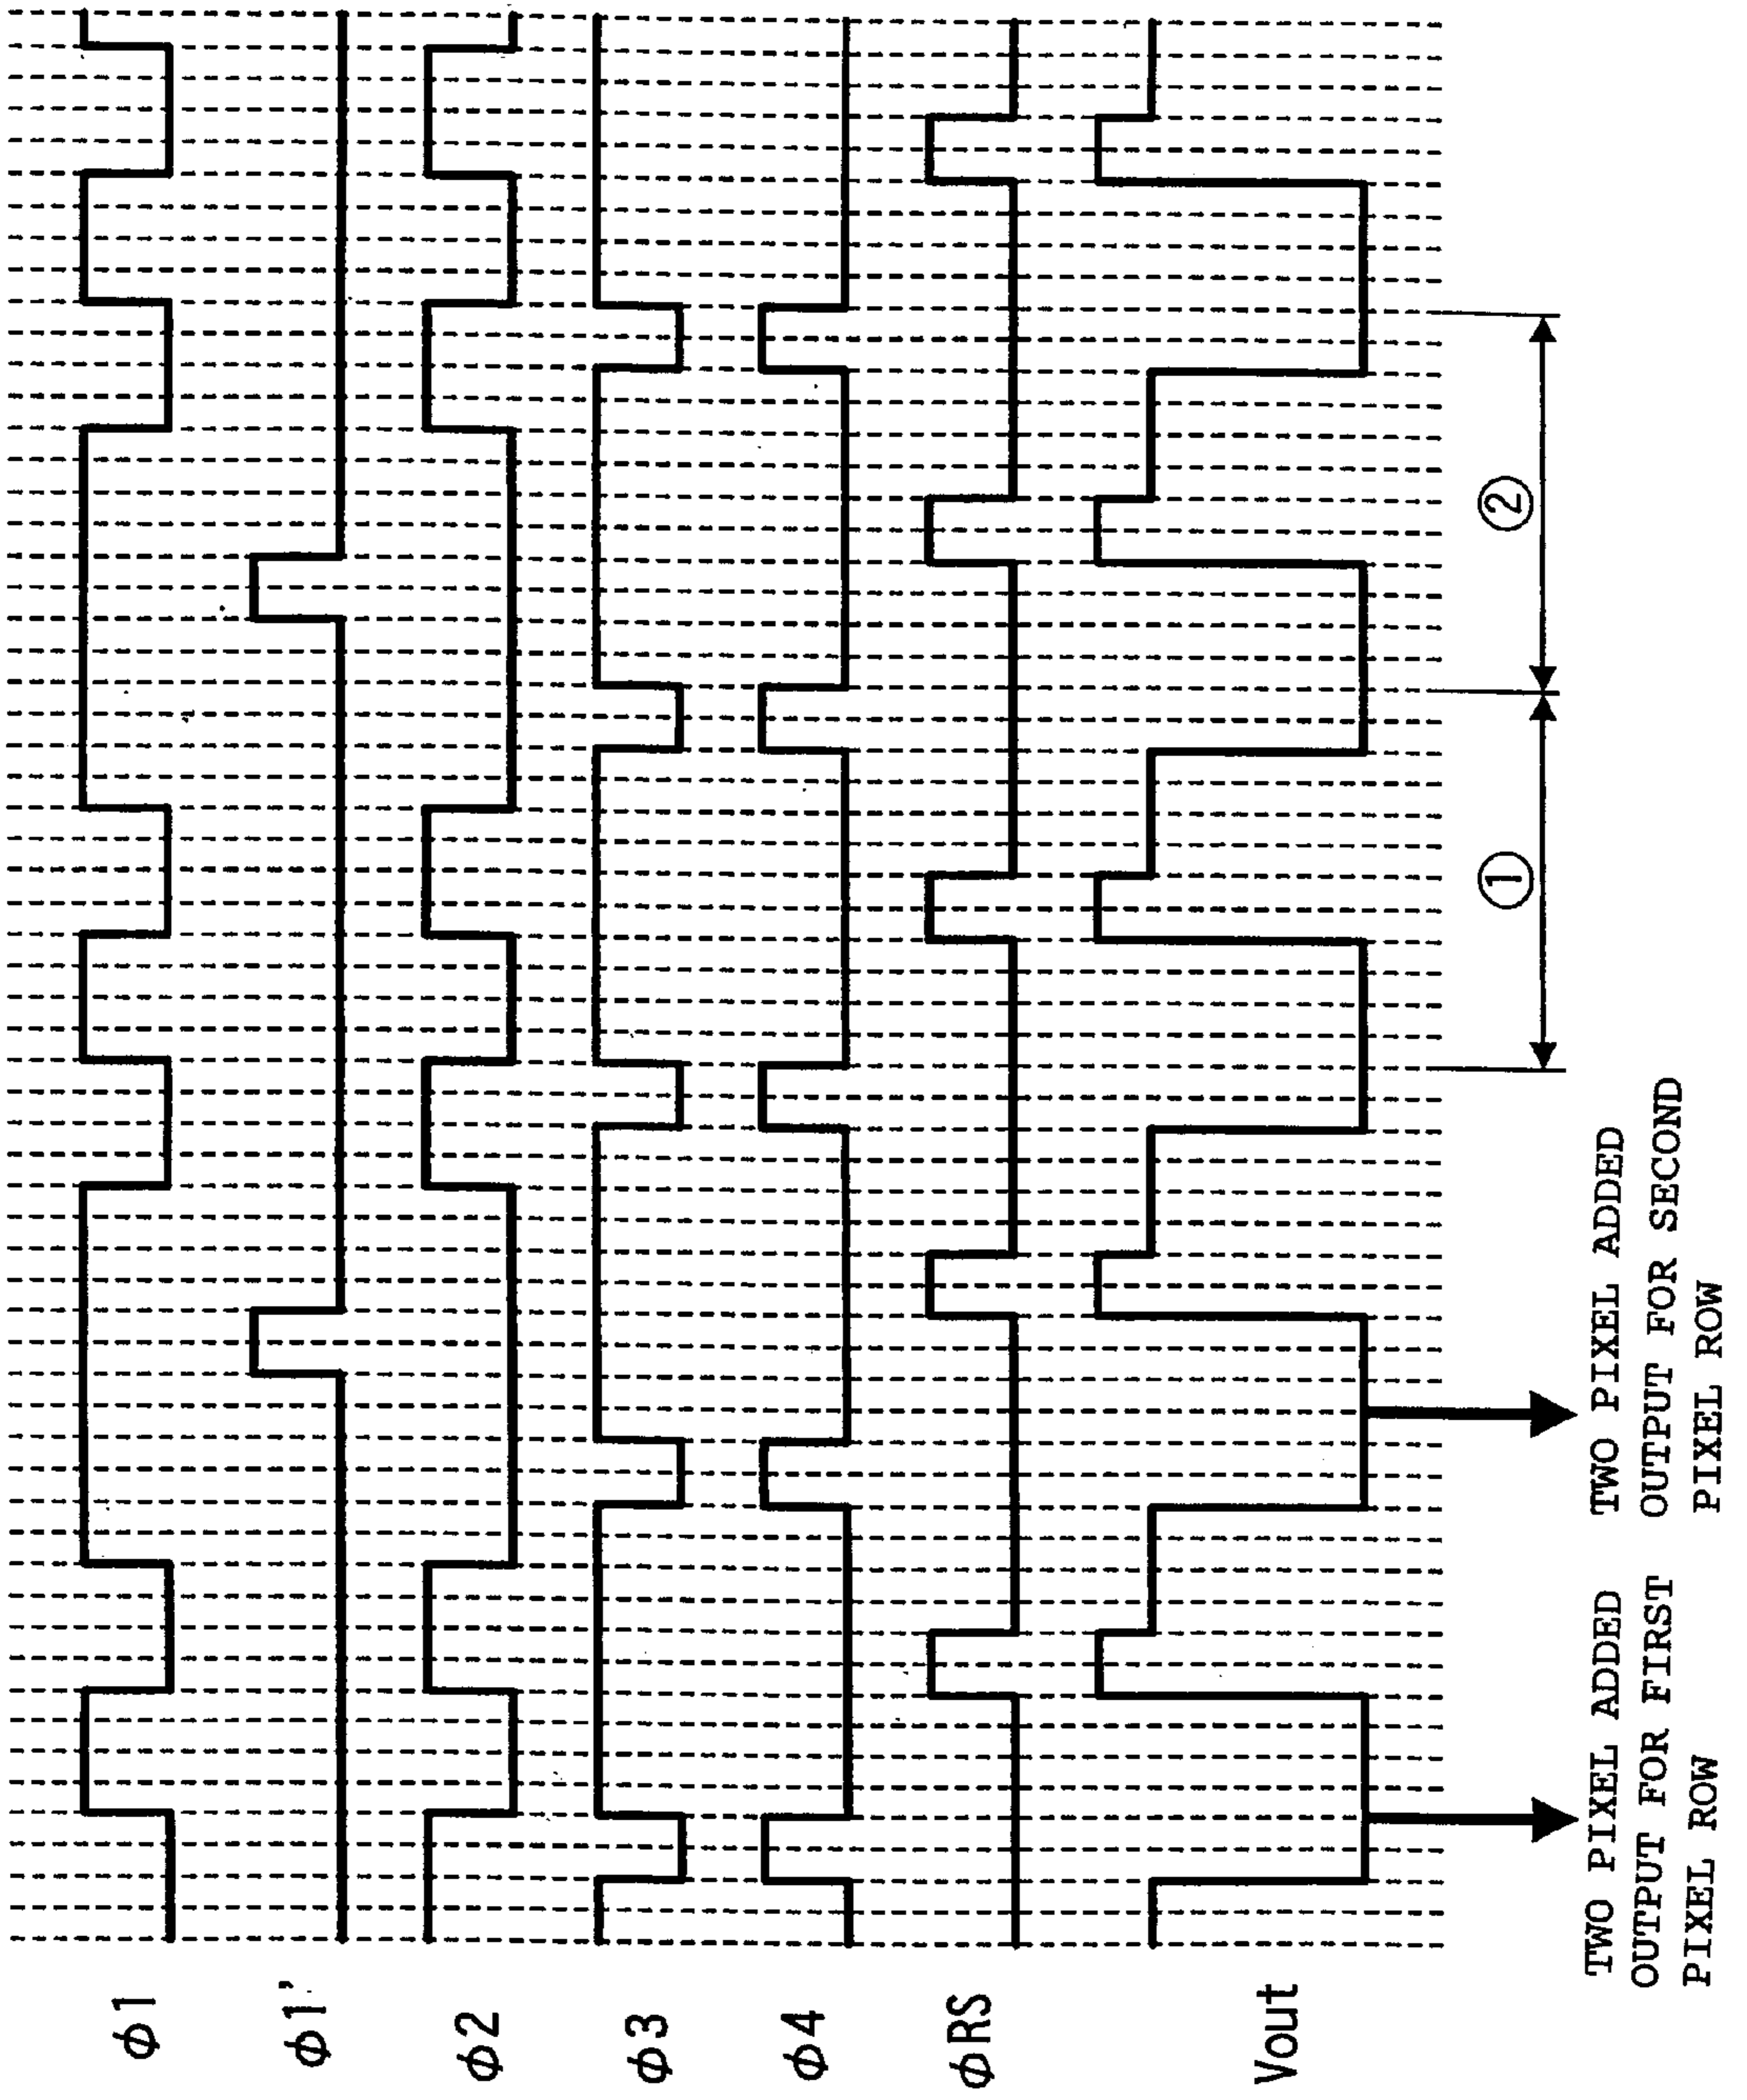 φ1
φ1'
φ2
φ3
φ4
φRS
Vout
① ②
TWO PIXEL ADDED
OUTPUT FOR FIRST
PIXEL ROW
TWO PIXEL ADDED
OUTPUT FOR SECOND
PIXEL ROW